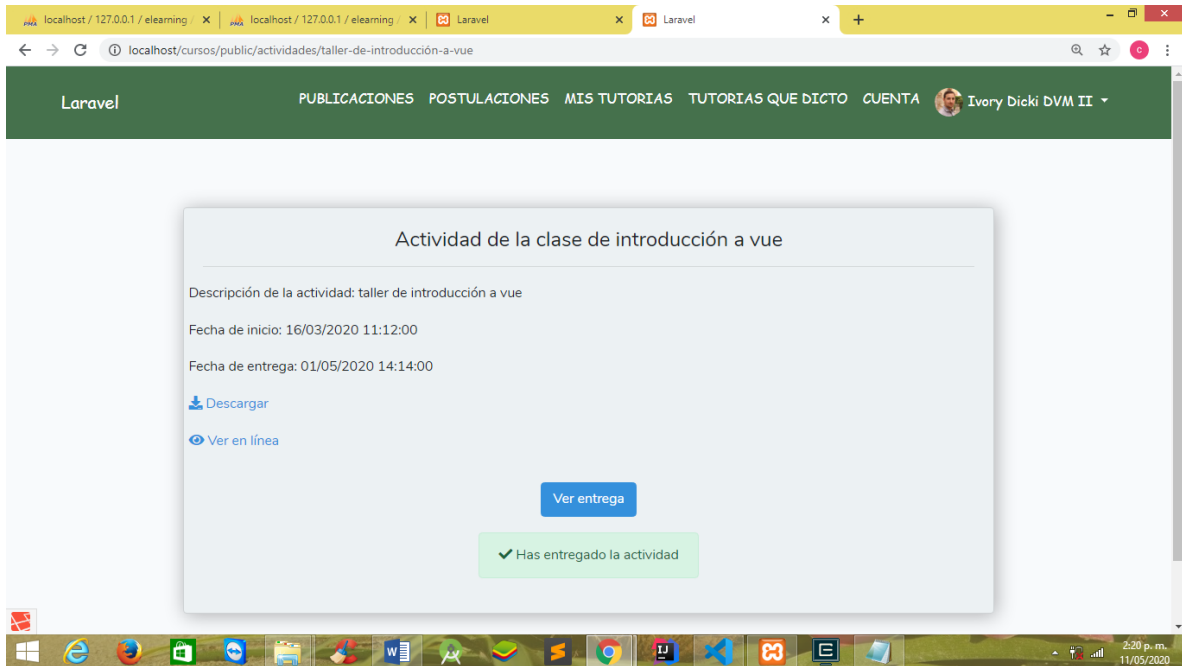 localhost / 127.0.0.1 / elearning /
localhost / 127.0.0.1 / elearning /
Laravel
Laravel
localhost/cursos/public/actividades/taller-de-introducción-a-vue
c
Laravel
PUBLICACIONES POSTULACIONES MIS TUTORIAS TUTORIAS QUE DICTO CUENTA Ivory Dicki DVM II
Actividad de la clase de introducción a vue
Descripción de la actividad: taller de introducción a vue
Fecha de inicio: 16/03/2020 11:12:00
Fecha de entrega: 01/05/2020 14:14:00
Descargar
Ver en línea
Ver entrega
Has entregado la actividad
2:20 p. m.
11/05/2020